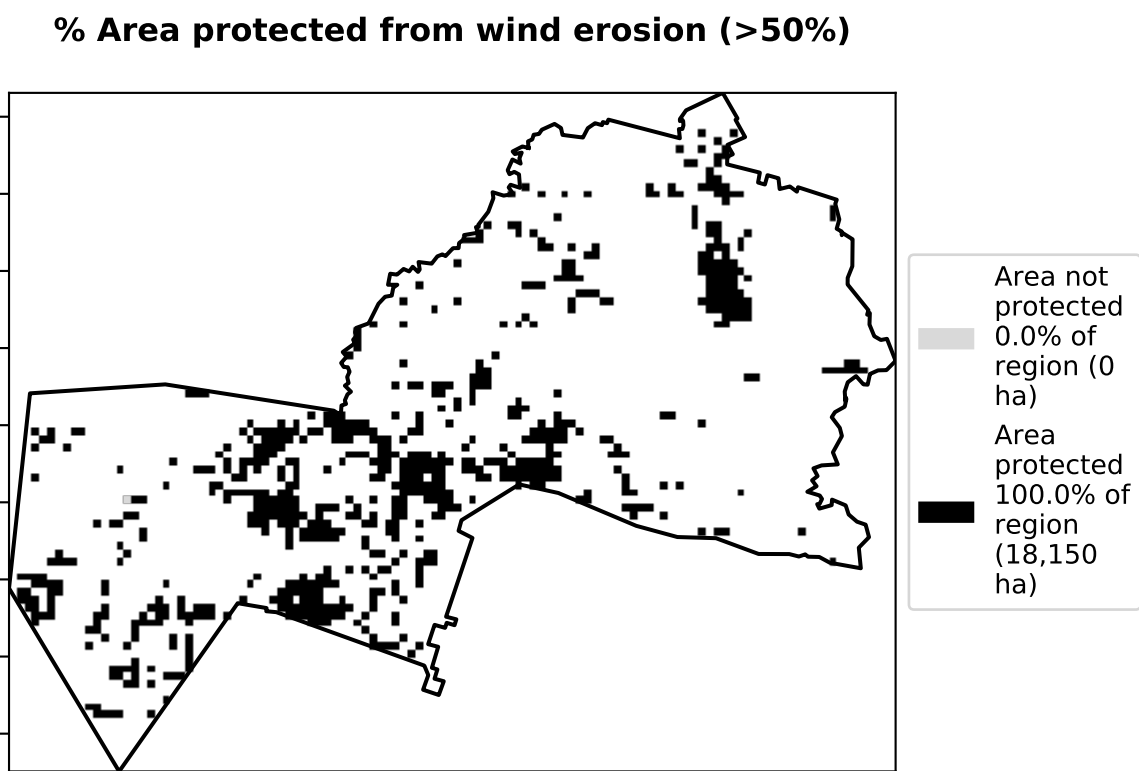 % Area protected from wind erosion (>50%)
Area not
protected
0.0% of
region (0
ha)
Area
protected
100.0% of
region
(18,150
ha)